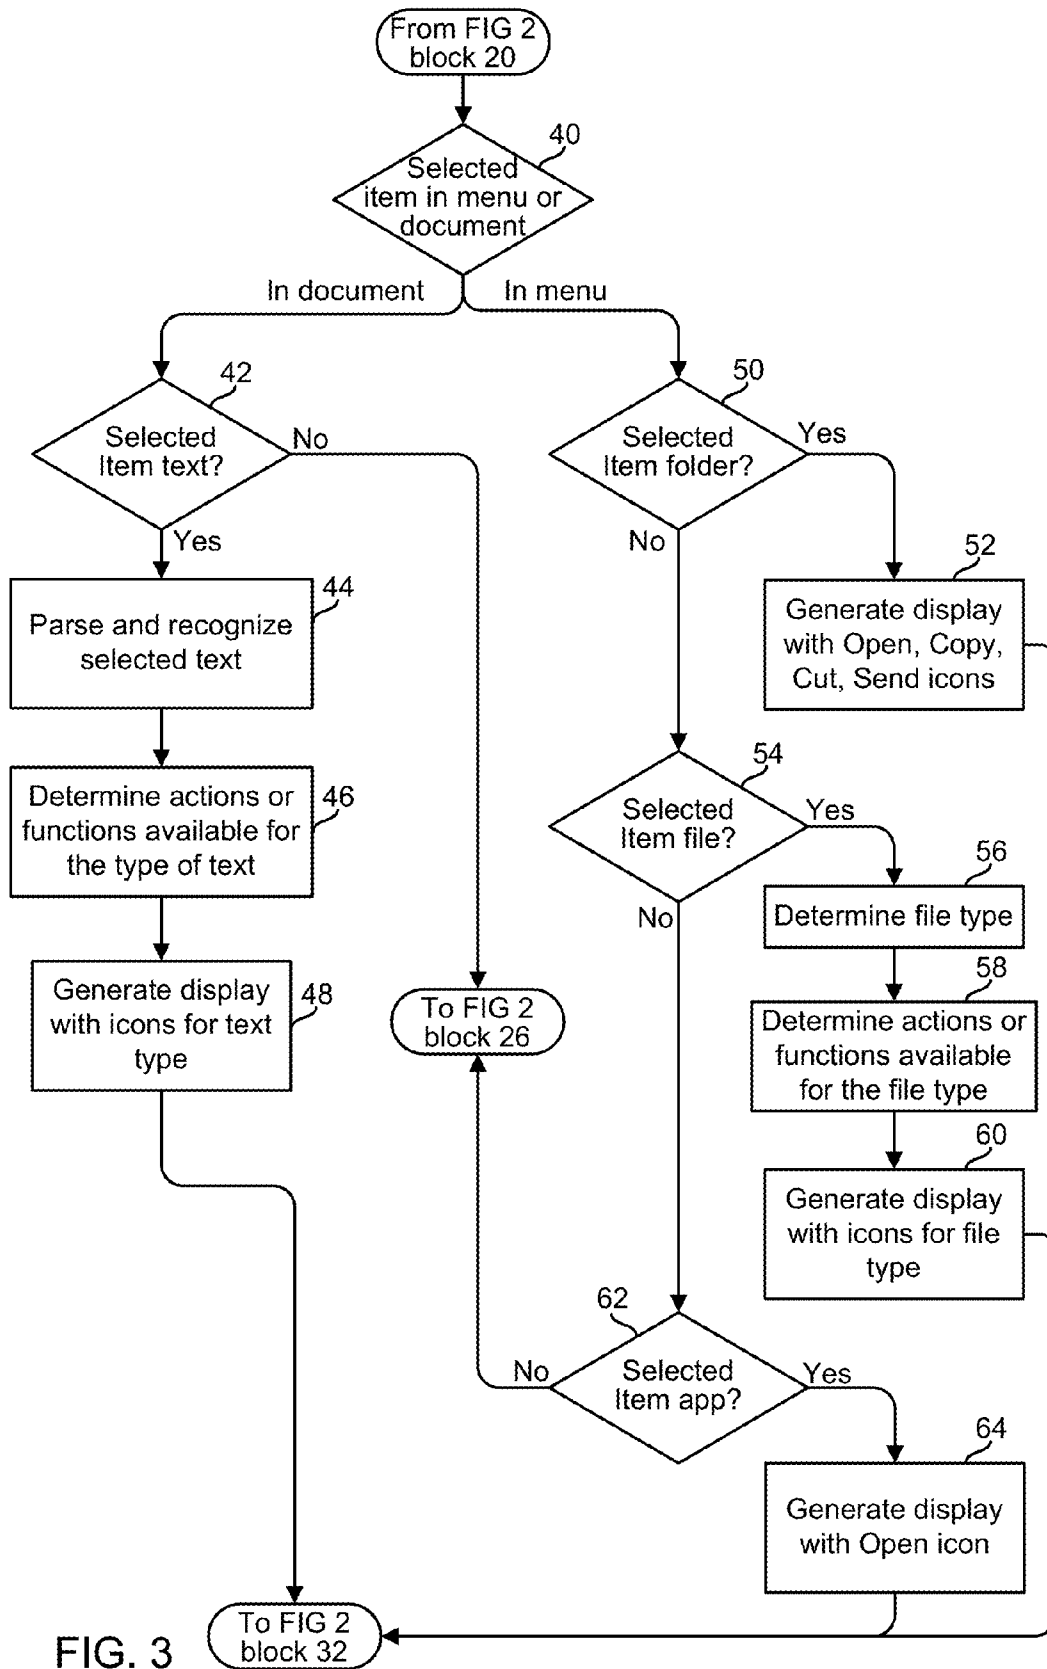 From FIG 2
block 20
40
Selected
item in menu or
document
In document
In menu
42
Selected
Item text?
No
Yes
50
Selected
Item folder?
Yes
No
44
Parse and recognize
selected text
52
Generate display
with Open, Copy,
Cut, Send icons
46
Determine actions or
functions available for
the type of text
54
Selected
Item file?
Yes
No
56
Determine file type
48
Generate display
with icons for text
type
To FIG 2
block 26
58
Determine actions or
functions available
for the file type
60
Generate display
with icons for file
type
62
Selected
Item app?
No
Yes
64
Generate display
with Open icon
To FIG 2
block 32
FIG. 3